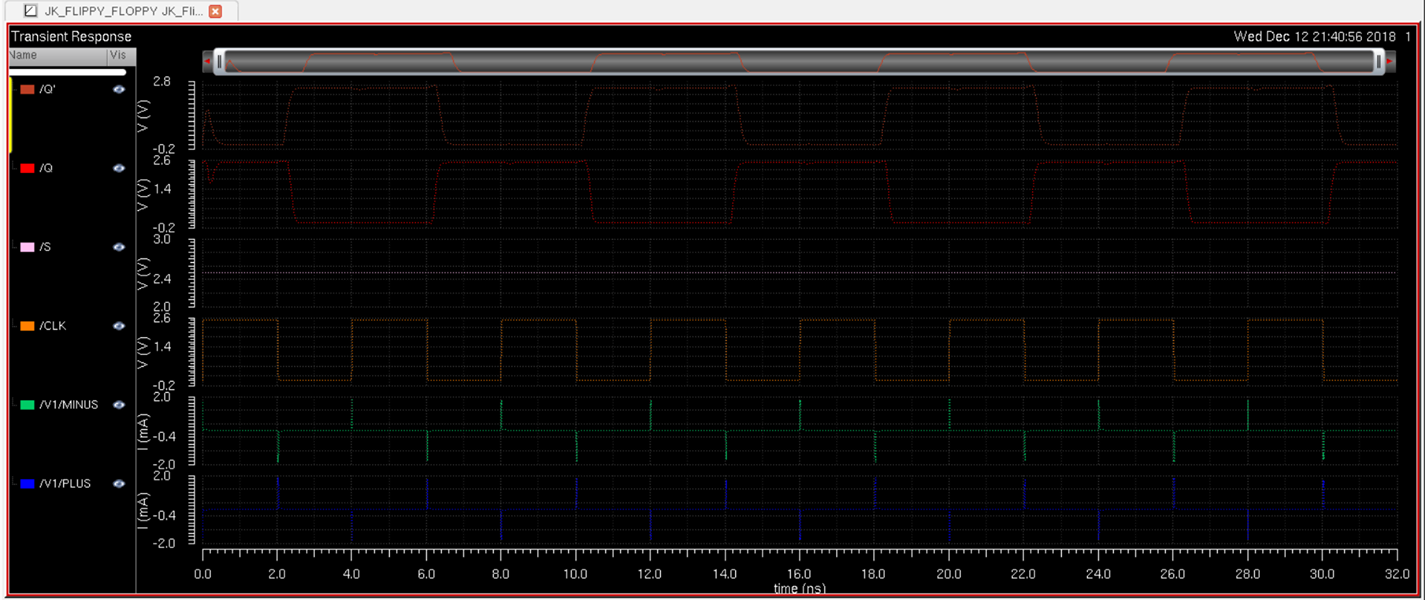 JK_FLIPPY_FLOPPY JK_Fli...
Transient Response
Wed Dec 12 21:40:56 2018 1
Name Vis
/Q'
V (V)
2.8
-0.2
/Q
V (V)
2.6
1.4
-0.2
/S
V (V)
3.0
2.4
2.0
/CLK
V (V)
2.6
1.4
-0.2
/V1/MINUS
I (mA)
2.0
-0.4
-2.0
/V1/PLUS
I (mA)
2.0
-0.4
-2.0
0.0 2.0 4.0 6.0 8.0 10.0 12.0 14.0 16.0 18.0 20.0 22.0 24.0 26.0 28.0 30.0 32.0
time (ns)